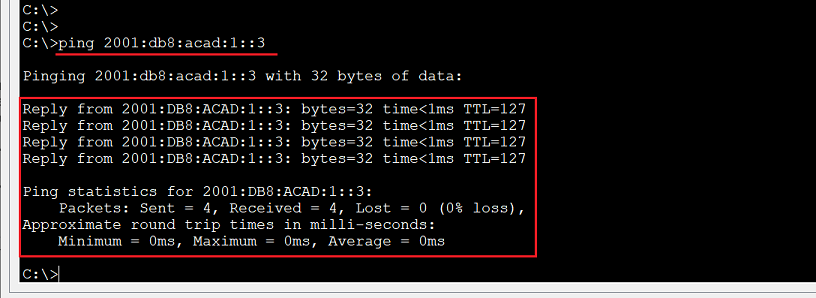 C:\>
C:\>
C:\>ping 2001:db8:acad:1::3
Pinging 2001:db8:acad:1::3 with 32 bytes of data:
Reply from 2001:DB8:ACAD:1::3: bytes=32 time<1ms TTL=127
Reply from 2001:DB8:ACAD:1::3: bytes=32 time<1ms TTL=127
Reply from 2001:DB8:ACAD:1::3: bytes=32 time<1ms TTL=127
Reply from 2001:DB8:ACAD:1::3: bytes=32 time<1ms TTL=127
Ping statistics for 2001:DB8:ACAD:1::3:
Packets: Sent = 4, Received = 4, Lost = 0 (0% loss),
Approximate round trip times in milli-seconds:
Minimum = 0ms, Maximum = 0ms, Average = 0ms
C:\>